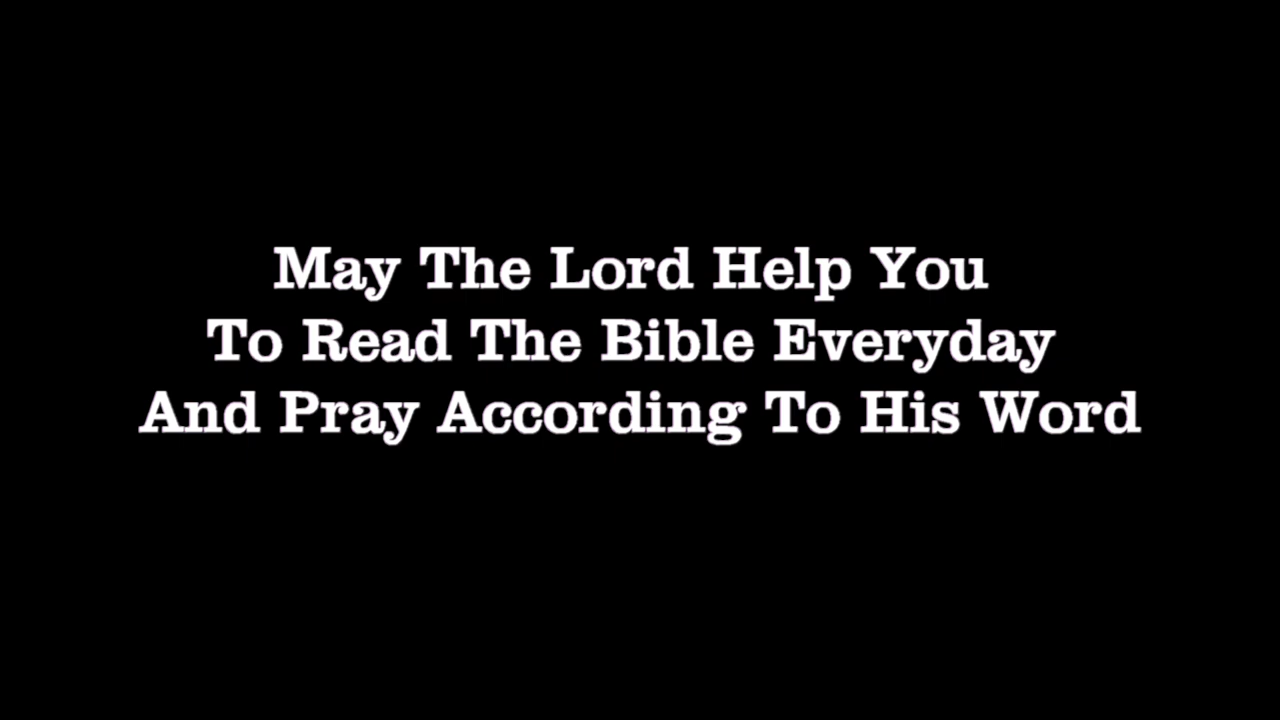 May The Lord Help You
To Read The Bible Everyday
And Pray According To His Word